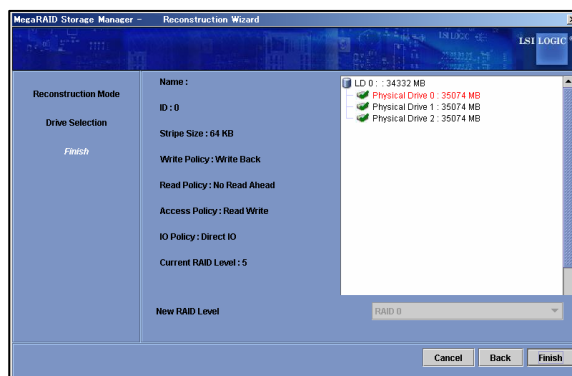 MegaRAID Storage Manager – Reconstruction Wizard
LSI LOGIC
Reconstruction Mode
Drive Selection
Finish
Name :
ID : 0
Stripe Size : 64 KB
Write Policy : Write Back
Read Policy : No Read Ahead
Access Policy : Read Write
IO Policy : Direct IO
Current RAID Level : 5
LD 0 : : 34332 MB
Physical Drive 0 : 35074 MB
Physical Drive 1 : 35074 MB
Physical Drive 2 : 35074 MB
New RAID Level
RAID 0
Cancel
Back
Finish